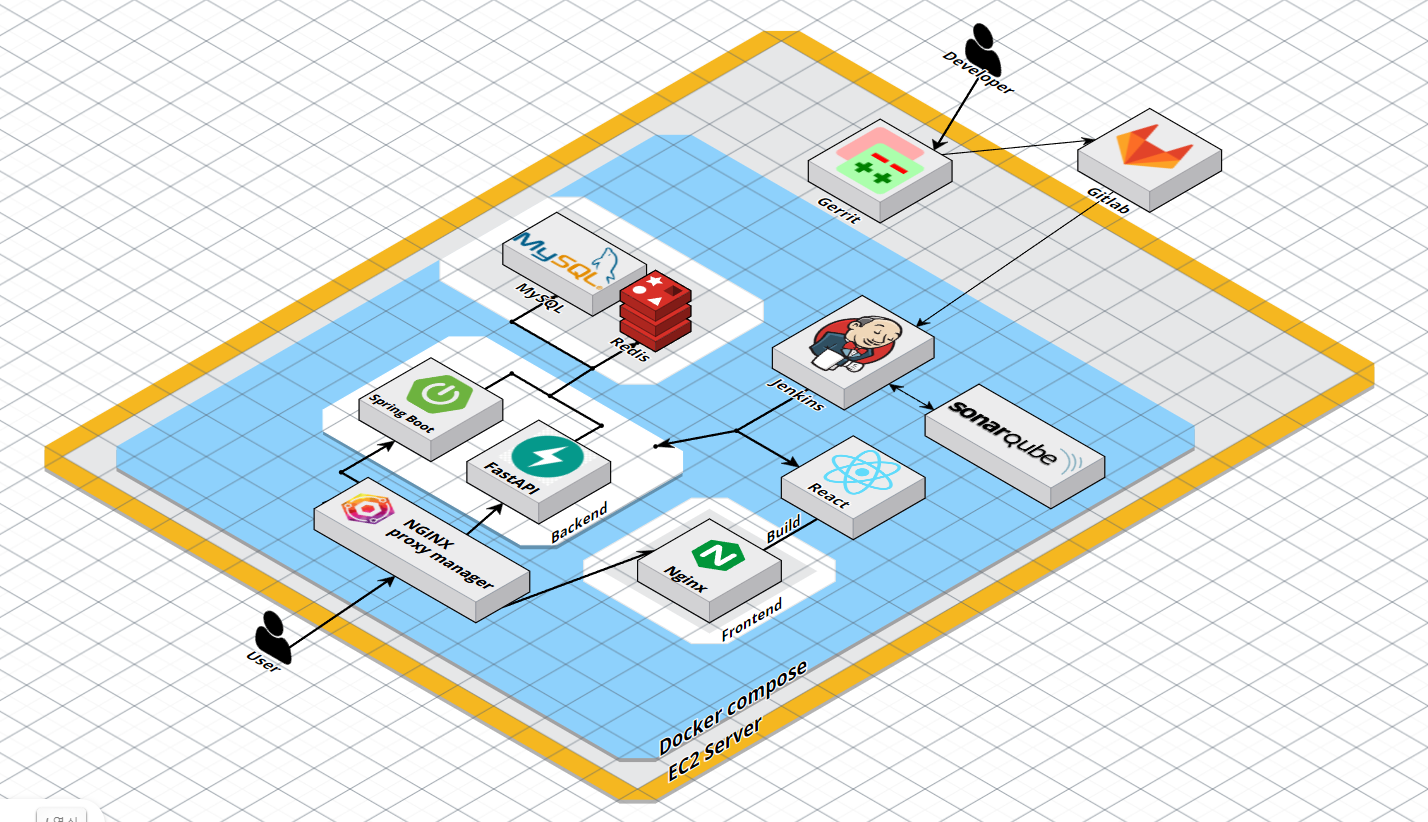 Developer
Gerrit
Gitlab
MySQL
MySQL
Redis
Jenkins
sonarqube
Spring Boot
FastAPI
Backend
React
Build
NGINX
proxy manager
Nginx
Frontend
User
Docker compose
EC2 Server